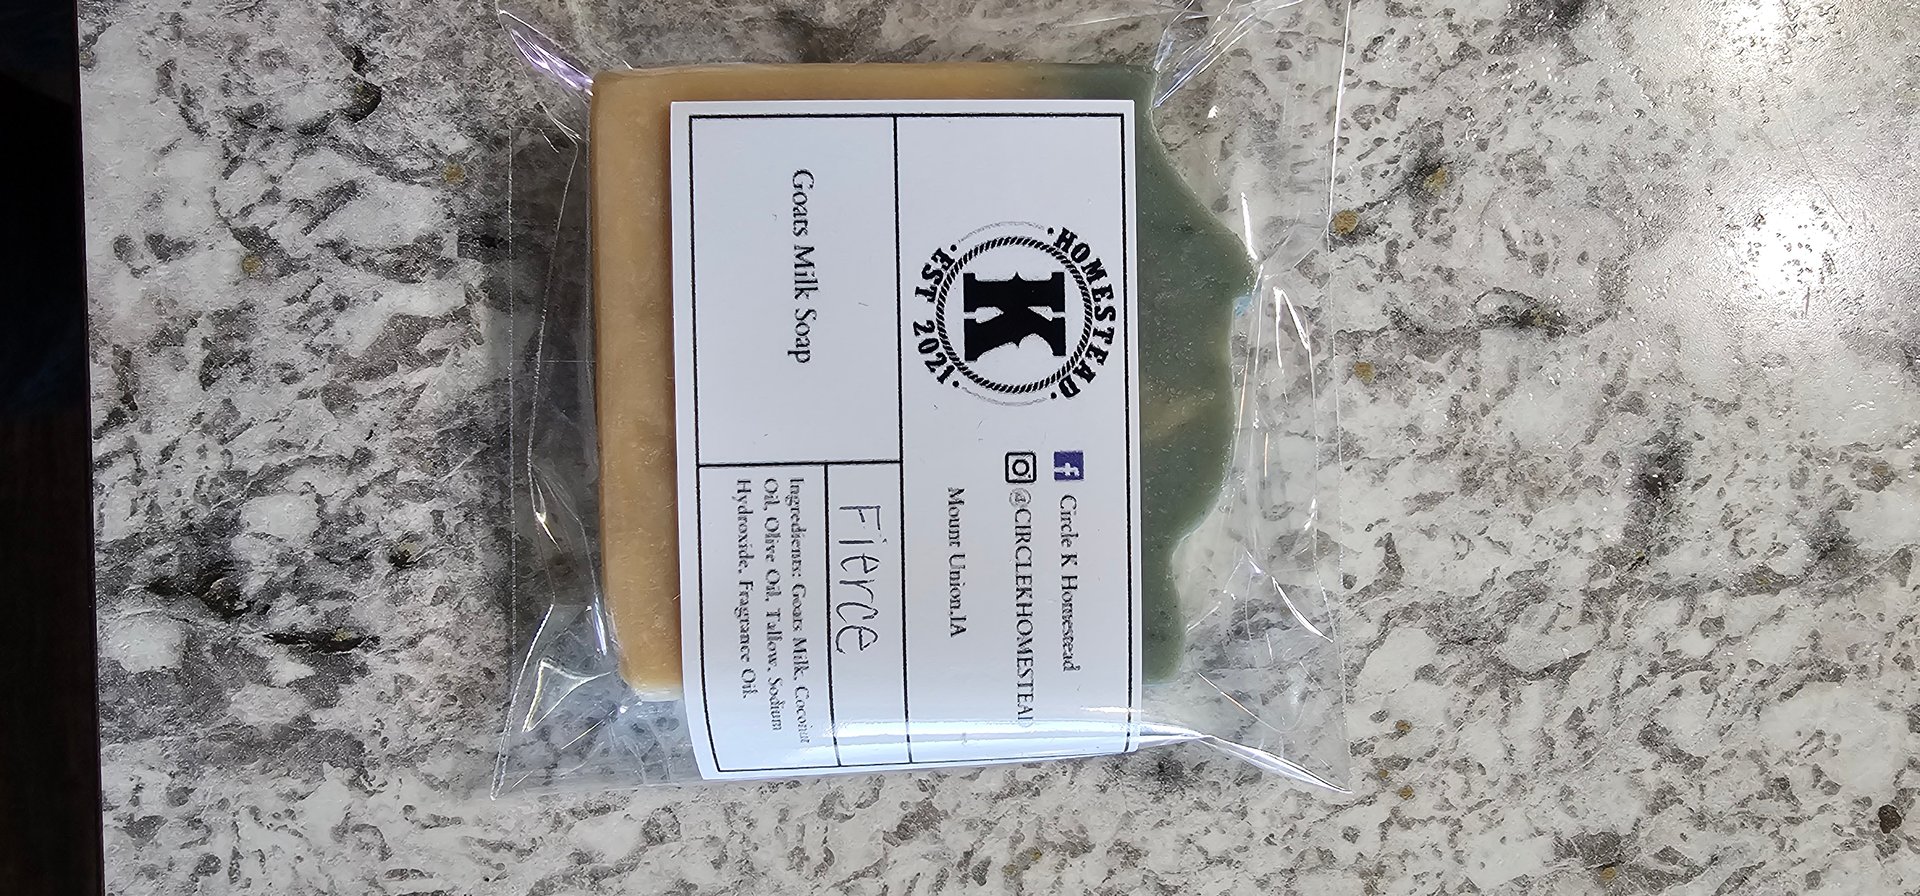 HOMESTEAD
K
EST 2021
Circle K Homestead
@CIRCLEKHOMESTEAD
Mount Union,IA
Goats Milk Soap
Fierce
Ingredients: Goats Milk, Coconut
Oil, Olive Oil, Tallow, Sodium
Hydroxide, Fragrance Oil